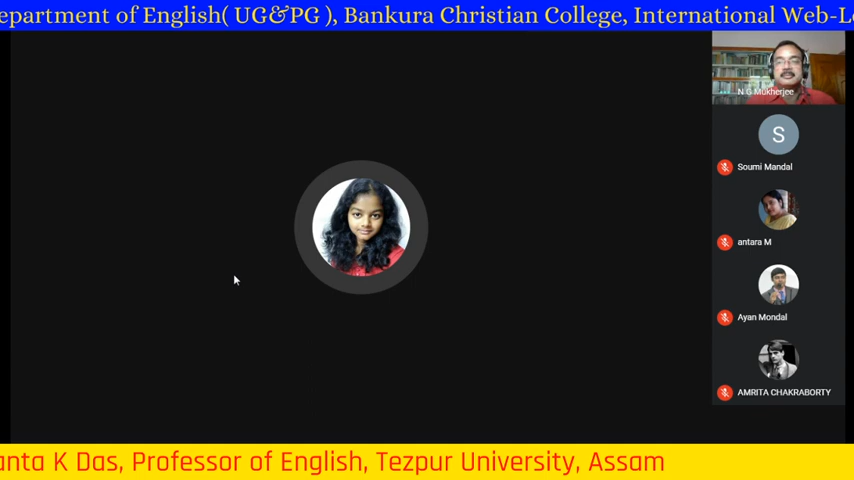 epartment of English( UG&PG ), Bankura Christian College, International Web-Le
N G Mukherjee
S
Soumi Mandal
antara M
Ayan Mondal
AMRITA CHAKRABORTY
anta K Das, Professor of English, Tezpur University, Assam